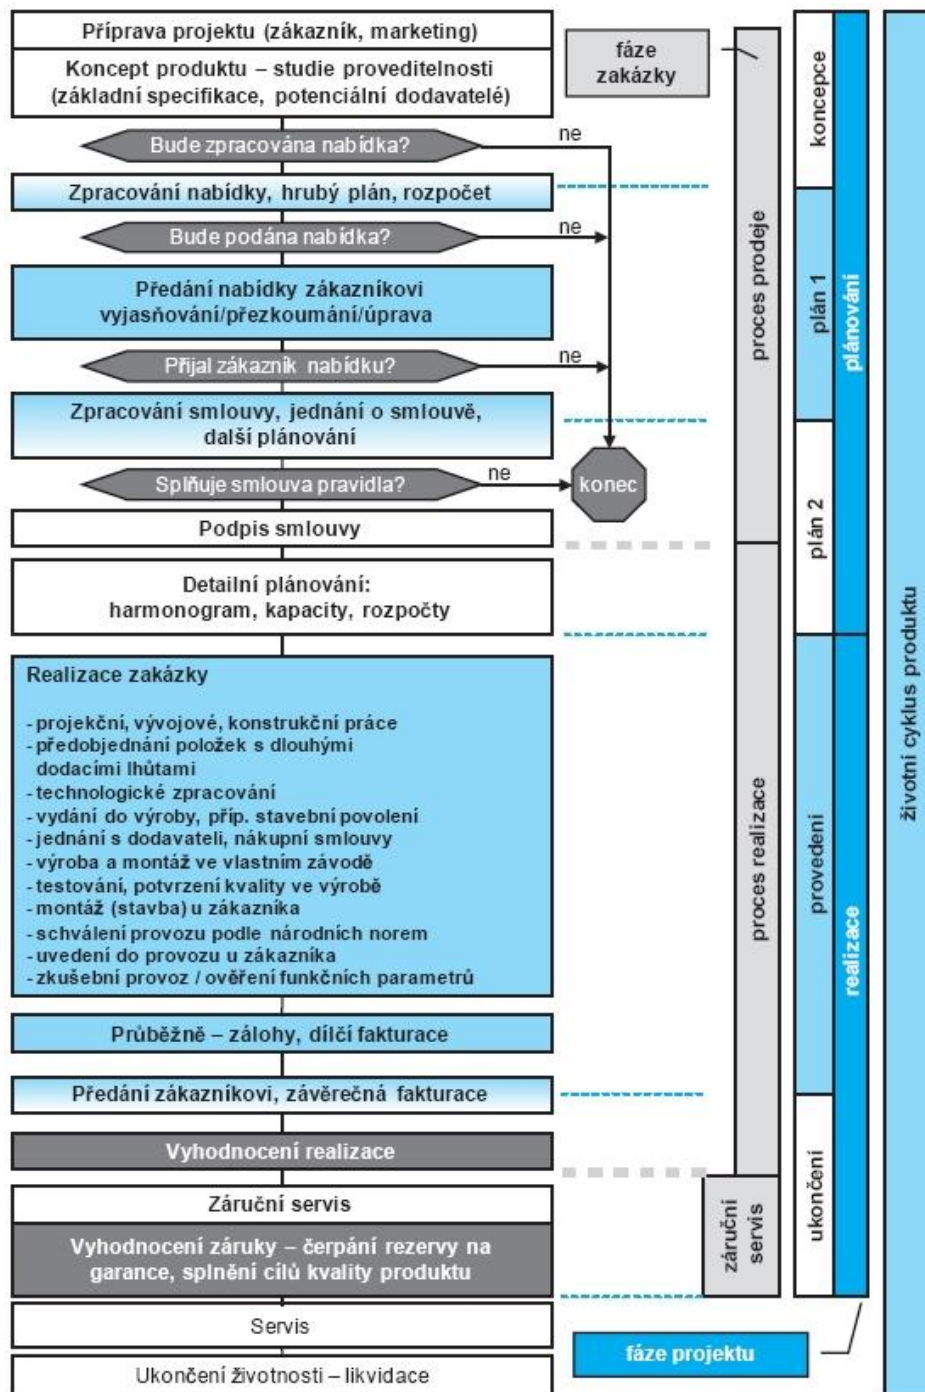 Příprava projektu (zákazník, marketing)
Koncept produktu – studie proveditelnosti
(základní specifikace, potenciální dodavatelé)
fáze
zakázky
Bude zpracována nabídka?
ne
Zpracování nabídky, hrubý plán, rozpočet
Bude podána nabídka?
ne
Předání nabídky zákazníkovi
vyjasňování/přezkoumání/úprava
Přijal zákazník nabídku?
ne
Zpracování smlouvy, jednání o smlouvě,
další plánování
Splňuje smlouva pravidla?
ne
konec
Podpis smlouvy
Detailní plánování:
harmonogram, kapacity, rozpočty
Realizace zakázky
- projekční, vývojové, konstrukční práce
- předobjednání položek s dlouhými
dodacími lhůtami
- technologické zpracování
- vydání do výroby, příp. stavební povolení
- jednání s dodavateli, nákupní smlouvy
- výroba a montáž ve vlastním závodě
- testování, potvrzení kvality ve výrobě
- montáž (stavba) u zákazníka
- schválení provozu podle národních norem
- uvedení do provozu u zákazníka
- zkušební provoz / ověření funkčních parametrů
Průběžně – zálohy, dílčí fakturace
Předání zákazníkovi, závěrečná fakturace
Vyhodnocení realizace
Záruční servis
Vyhodnocení záruky – čerpání rezervy na
garance, splnění cílů kvality produktu
Servis
Ukončení životnosti – likvidace
proces prodeje
proces realizace
záruční
servis
koncepce
plán 1
plán 2
provedení
ukončení
plánování
realizace
životní cyklus produktu
fáze projektu